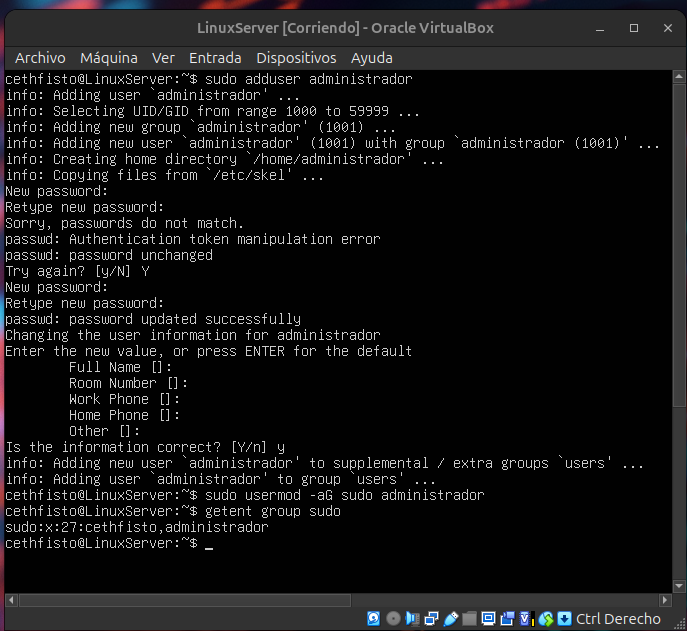 LinuxServer [Corriendo] - Oracle VirtualBox
Archivo Máquina Ver Entrada Dispositivos Ayuda
cethfisto@LinuxServer:~$ sudo adduser administrador
info: Adding user `administrador' ...
info: Selecting UID/GID from range 1000 to 59999 ...
info: Adding new group `administrador' (1001) ...
info: Adding new user `administrador' (1001) with group `administrador (1001)' ...
info: Creating home directory `/home/administrador' ...
info: Copying files from `/etc/skel' ...
New password:
Retype new password:
Sorry, passwords do not match.
passwd: Authentication token manipulation error
passwd: password unchanged
Try again? [y/N] Y
New password:
Retype new password:
passwd: password updated successfully
Changing the user information for administrador
Enter the new value, or press ENTER for the default
Full Name []:
Room Number []:
Work Phone []:
Home Phone []:
Other []:
Is the information correct? [Y/n] y
info: Adding new user `administrador' to supplemental / extra groups `users' ...
info: Adding user `administrador' to group `users' ...
cethfisto@LinuxServer:~$ sudo usermod -aG sudo administrador
cethfisto@LinuxServer:~$ getent group sudo
sudo:x:27:cethfisto,administrador
cethfisto@LinuxServer:~$ _
Ctrl Derecho